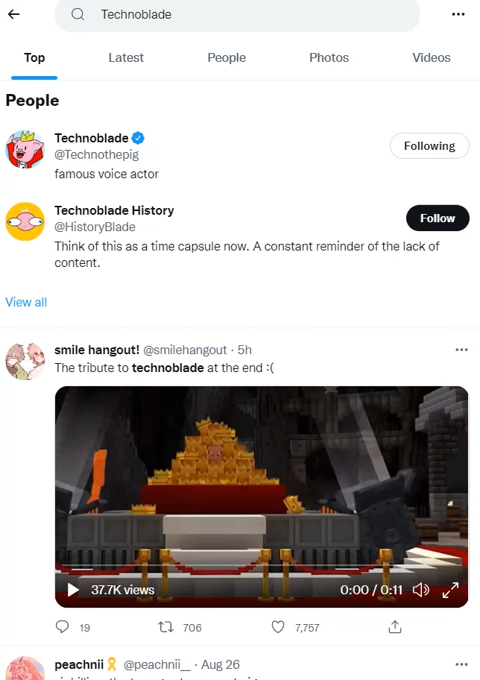 Technoblade
Top Latest People Photos Videos
People
Technoblade
@Technothepig
Following
famous voice actor
Technoblade History
@HistoryBlade
Follow
Think of this as a time capsule now. A constant reminder of the lack of
content.
View all
smile hangout! @smilehangout · 5h
The tribute to technoblade at the end :(
37.7K views 0:00 / 0:11
19 706 7,757
peachnii🎗️ @peachnii__ · Aug 26